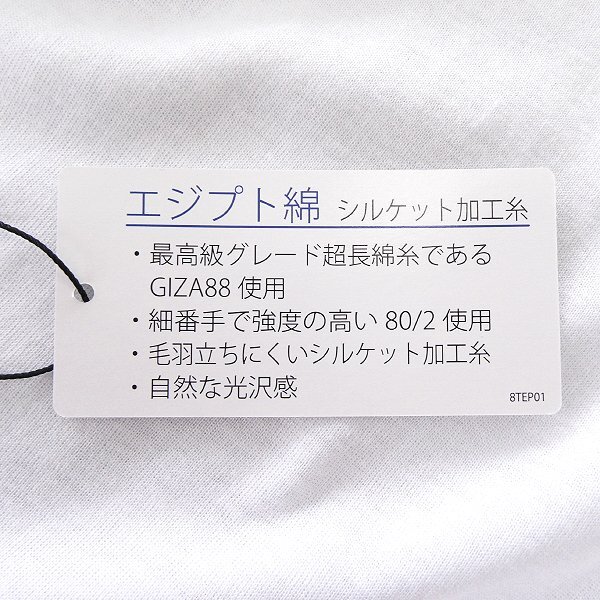 エジプト綿 シルケット加工糸
・最高級グレード超長綿糸である
GIZA88 使用
・細番手で強度の高い 80/2 使用
・毛羽立ちにくいシルケット加工糸
・自然な光沢感
8TEP01